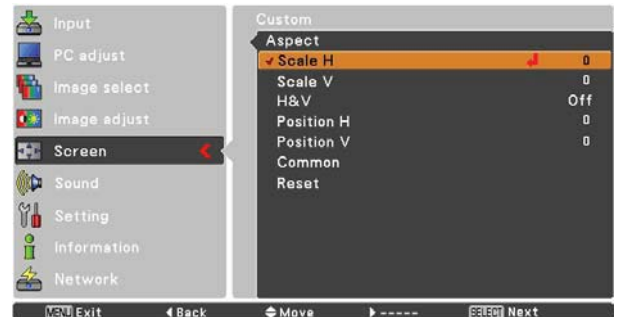 Input
PC adjust
Image select
Image adjust
Screen
Sound
Setting
Information
Network
Custom
Aspect
✓ Scale H 0
Scale V 0
H&V Off
Position H 0
Position V 0
Common
Reset
MENU Exit ◀ Back ⬍ Move ▶ ----- SELECT Next